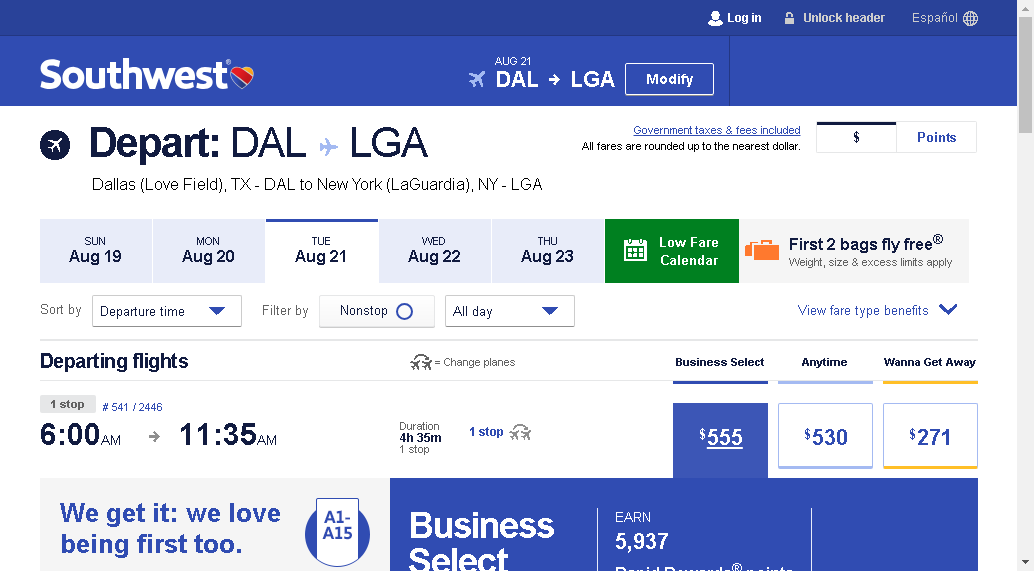 Log in
Unlock header
Español
Southwest®
AUG 21
DAL LGA
Modify
Depart: DAL LGA
Government taxes & fees included
All fares are rounded up to the nearest dollar.
$
Points
Dallas (Love Field), TX - DAL to New York (LaGuardia), NY - LGA
SUN
Aug 19
MON
Aug 20
TUE
Aug 21
WED
Aug 22
THU
Aug 23
Low Fare
Calendar
First 2 bags fly free®
Weight, size & excess limits apply
Sort by
Departure time
Filter by
Nonstop
All day
View fare type benefits
Departing flights
= Change planes
Business Select
Anytime
Wanna Get Away
1 stop
# 541 / 2446
6:00AM
11:35AM
Duration
4h 35m
1 stop
1 stop
$555
$530
$271
We get it: we love
being first too.
A1-
A15
Business
Select
EARN
5,937
Rapid Rewards® points